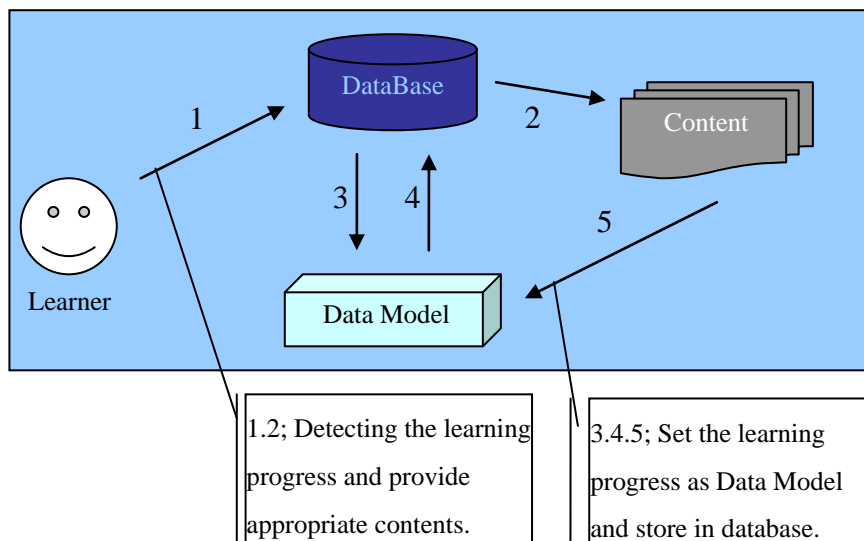 DataBase
1
2
Content
3
4
5
Learner
Data Model
1.2; Detecting the learning
progress and provide
appropriate contents.
3.4.5; Set the learning
progress as Data Model
and store in database.